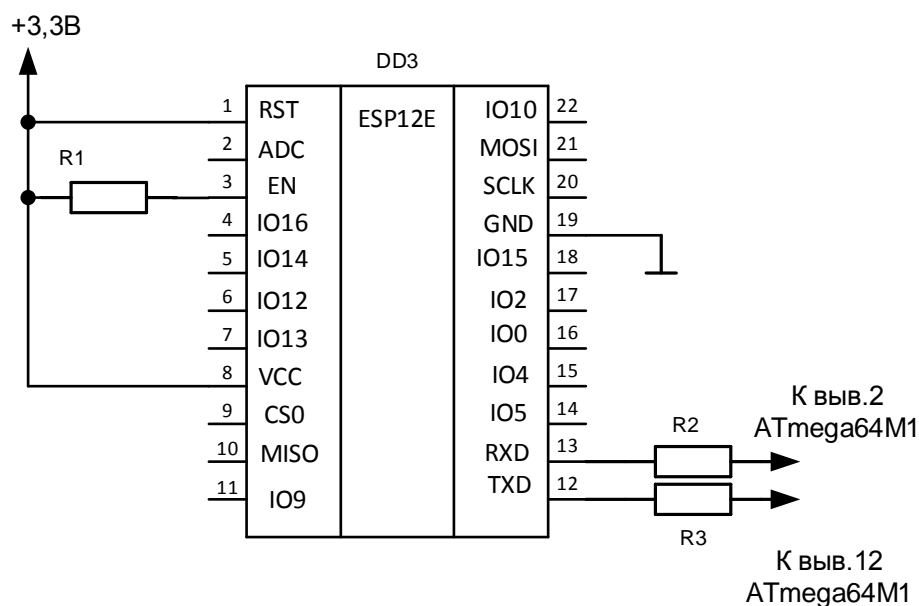 +3,3В
DD3
ESP12E
1 RST
2 ADC
R1
3 EN
4 IO16
5 IO14
6 IO12
7 IO13
8 VCC
9 CS0
10 MISO
11 IO9
IO10 22
MOSI 21
SCLK 20
GND 19
IO15 18
IO2 17
IO0 16
IO4 15
IO5 14
RXD 13
TXD 12
R2
К выв.2
ATmega64M1
R3
К выв.12
ATmega64M1